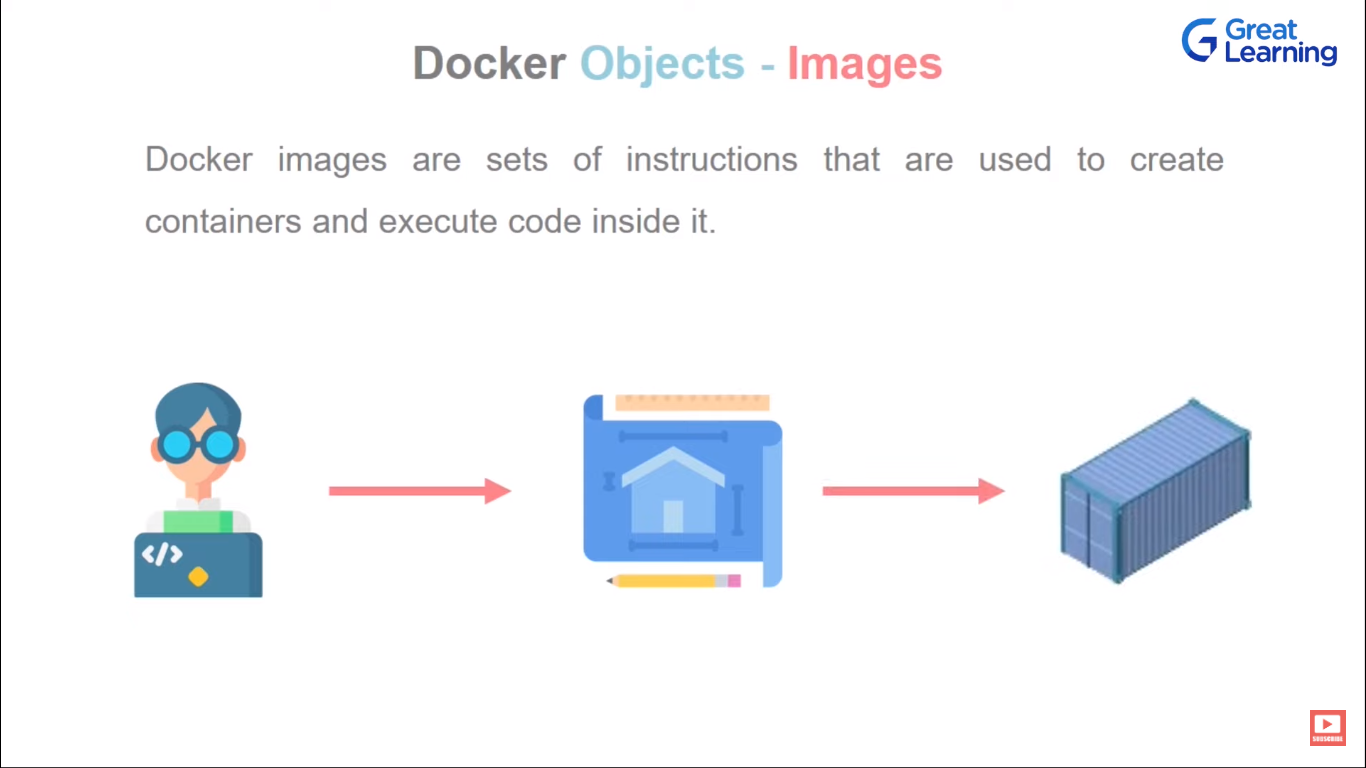 Great
Learning
Docker Objects - Images
Docker images are sets of instructions that are used to create
containers and execute code inside it.
</>
SUBSCRIBE